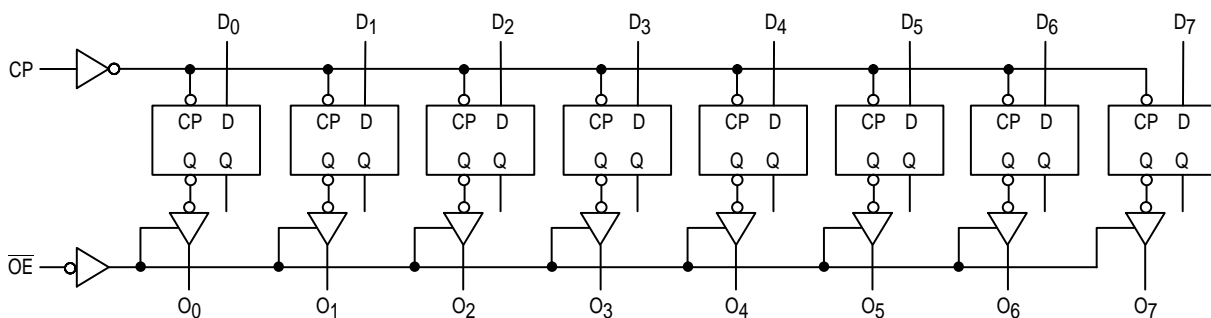 D0 D1 D2 D3 D4 D5 D6 D7
CP
CP D CP D CP D CP D CP D CP D CP D CP D
Q Q Q Q Q Q Q Q Q Q Q Q Q Q Q Q
OE
O0 O1 O2 O3 O4 O5 O6 O7